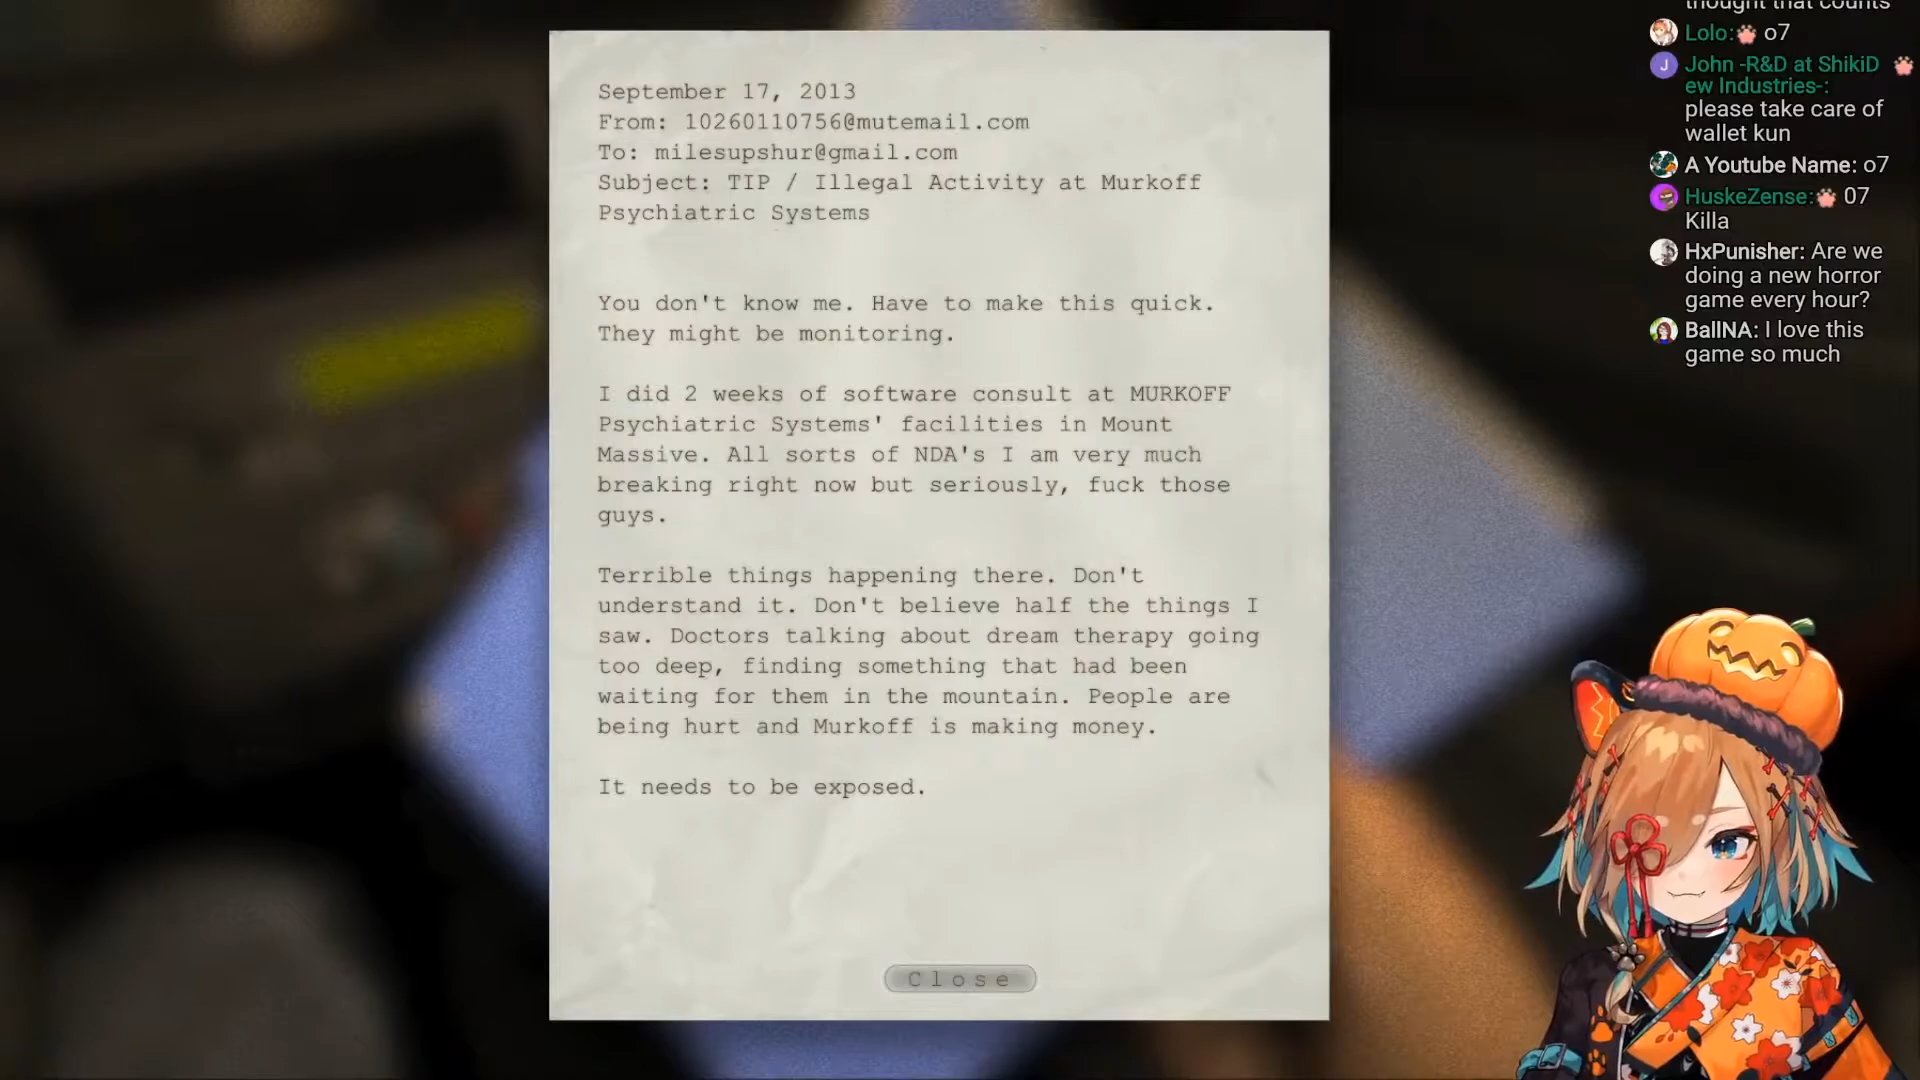 September 17, 2013
From: 10260110756@mutemail.com
To: milesupshur@gmail.com
Subject: TIP / Illegal Activity at Murkoff
Psychiatric Systems
You don't know me. Have to make this quick.
They might be monitoring.
I did 2 weeks of software consult at MURKOFF
Psychiatric Systems' facilities in Mount
Massive. All sorts of NDA's I am very much
breaking right now but seriously, fuck those
guys.
Terrible things happening there. Don't
understand it. Don't believe half the things I
saw. Doctors talking about dream therapy going
too deep, finding something that had been
waiting for them in the mountain. People are
being hurt and Murkoff is making money.
It needs to be exposed.
Close
thought that counts
Lolo: o7
J John -R&D at ShikiD
ew Industries-:
please take care of
wallet kun
A Youtube Name: o7
HuskeZense: 07
Killa
HxPunisher: Are we
doing a new horror
game every hour?
BallNA: I love this
game so much